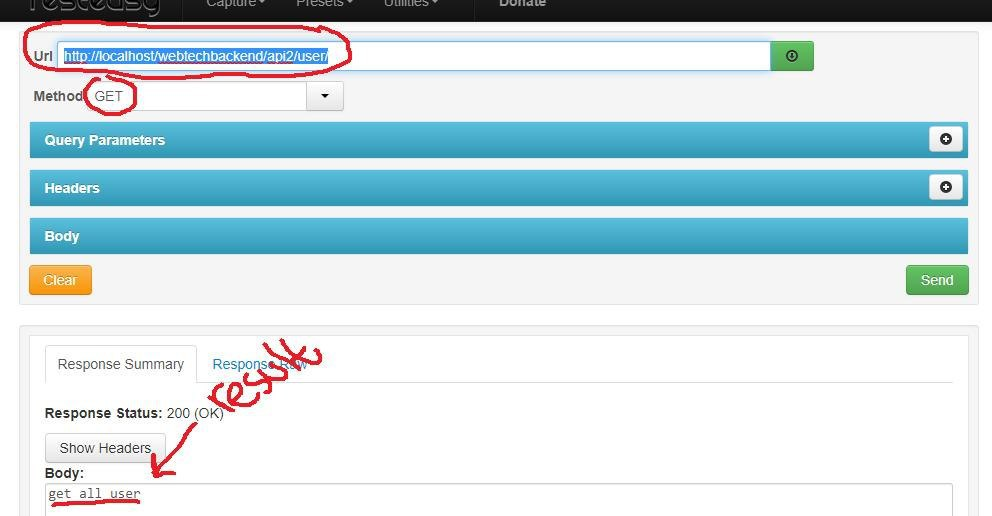 resteasy Capture Presets Utilities Donate
Url http://localhost/webtechbackend/api2/user/
Method GET
Query Parameters
Headers
Body
Clear Send
Response Summary Response Raw
result
Response Status: 200 (OK)
Show Headers
Body:
get all user